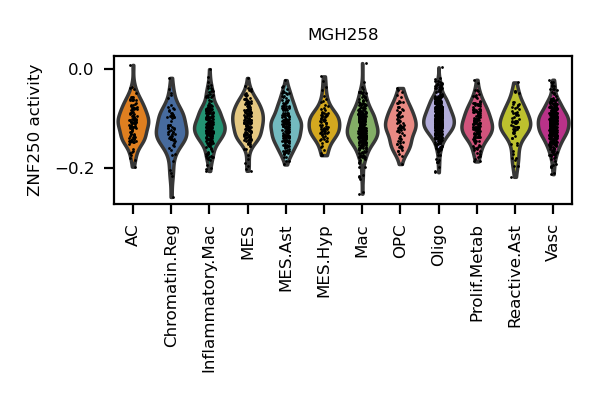 MGH258
ZNF250 activity
0.0
−0.2
AC
Chromatin.Reg
Inflammatory.Mac
MES
MES.Ast
MES.Hyp
Mac
OPC
Oligo
Prolif.Metab
Reactive.Ast
Vasc